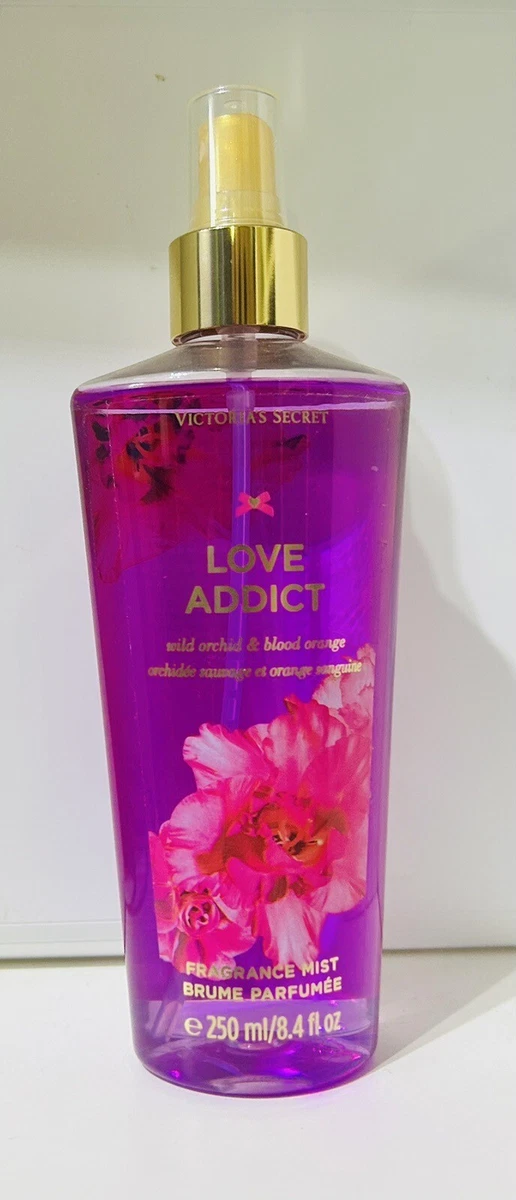 VICTORIA'S SECRET
LOVE
ADDICT
wild orchid & blood orange
orchidée sauvage et orange sanguine
FRAGRANCE MIST
BRUME PARFUMÉE
℮ 250 ml/8.4 fl oz